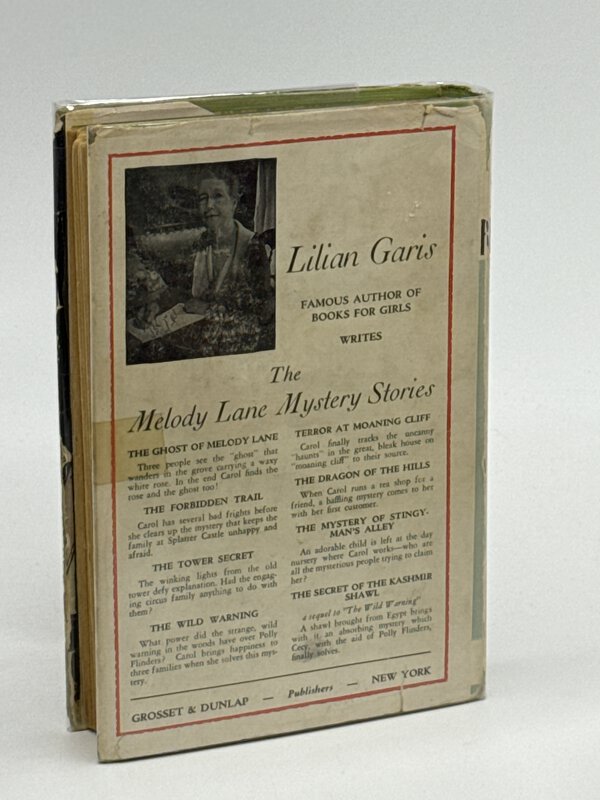 Lilian Garis
FAMOUS AUTHOR OF
BOOKS FOR GIRLS
WRITES
The
Melody Lane Mystery Stories
THE GHOST OF MELODY LANE
Three people see the "ghost" that
wanders in the grove carrying a waxy
white rose. In the end Carol finds the
rose and the ghost too!
THE FORBIDDEN TRAIL
Carol has several bad frights before
she clears up the mystery that keeps the
family at Splatter Castle unhappy and
afraid.
THE TOWER SECRET
The winking lights from the old
tower defy explanation. Had the engag-
ing circus family anything to do with
them?
THE WILD WARNING
What power did the strange, wild
warning in the woods have over Polly
Flinders? Carol brings happiness to
three families when she solves this mys-
tery.
TERROR AT MOANING CLIFF
Carol finally tracks the uncanny
"haunts" in the great, bleak house on
"moaning cliff" to their source.
THE DRAGON OF THE HILLS
When Carol runs a tea shop for a
friend, a baffling mystery comes to her
with her first customer.
THE MYSTERY OF STINGY-
MAN'S ALLEY
An adorable child is left at the day
nursery where Carol works—who are
all the mysterious people trying to claim
her?
THE SECRET OF THE KASHMIR
SHAWL
a sequel to "The Wild Warning"
A shawl brought from Egypt brings
with it an absorbing mystery which
Cecy, with the aid of Polly Flinders,
finally solves.
GROSSET & DUNLAP — Publishers — NEW YORK